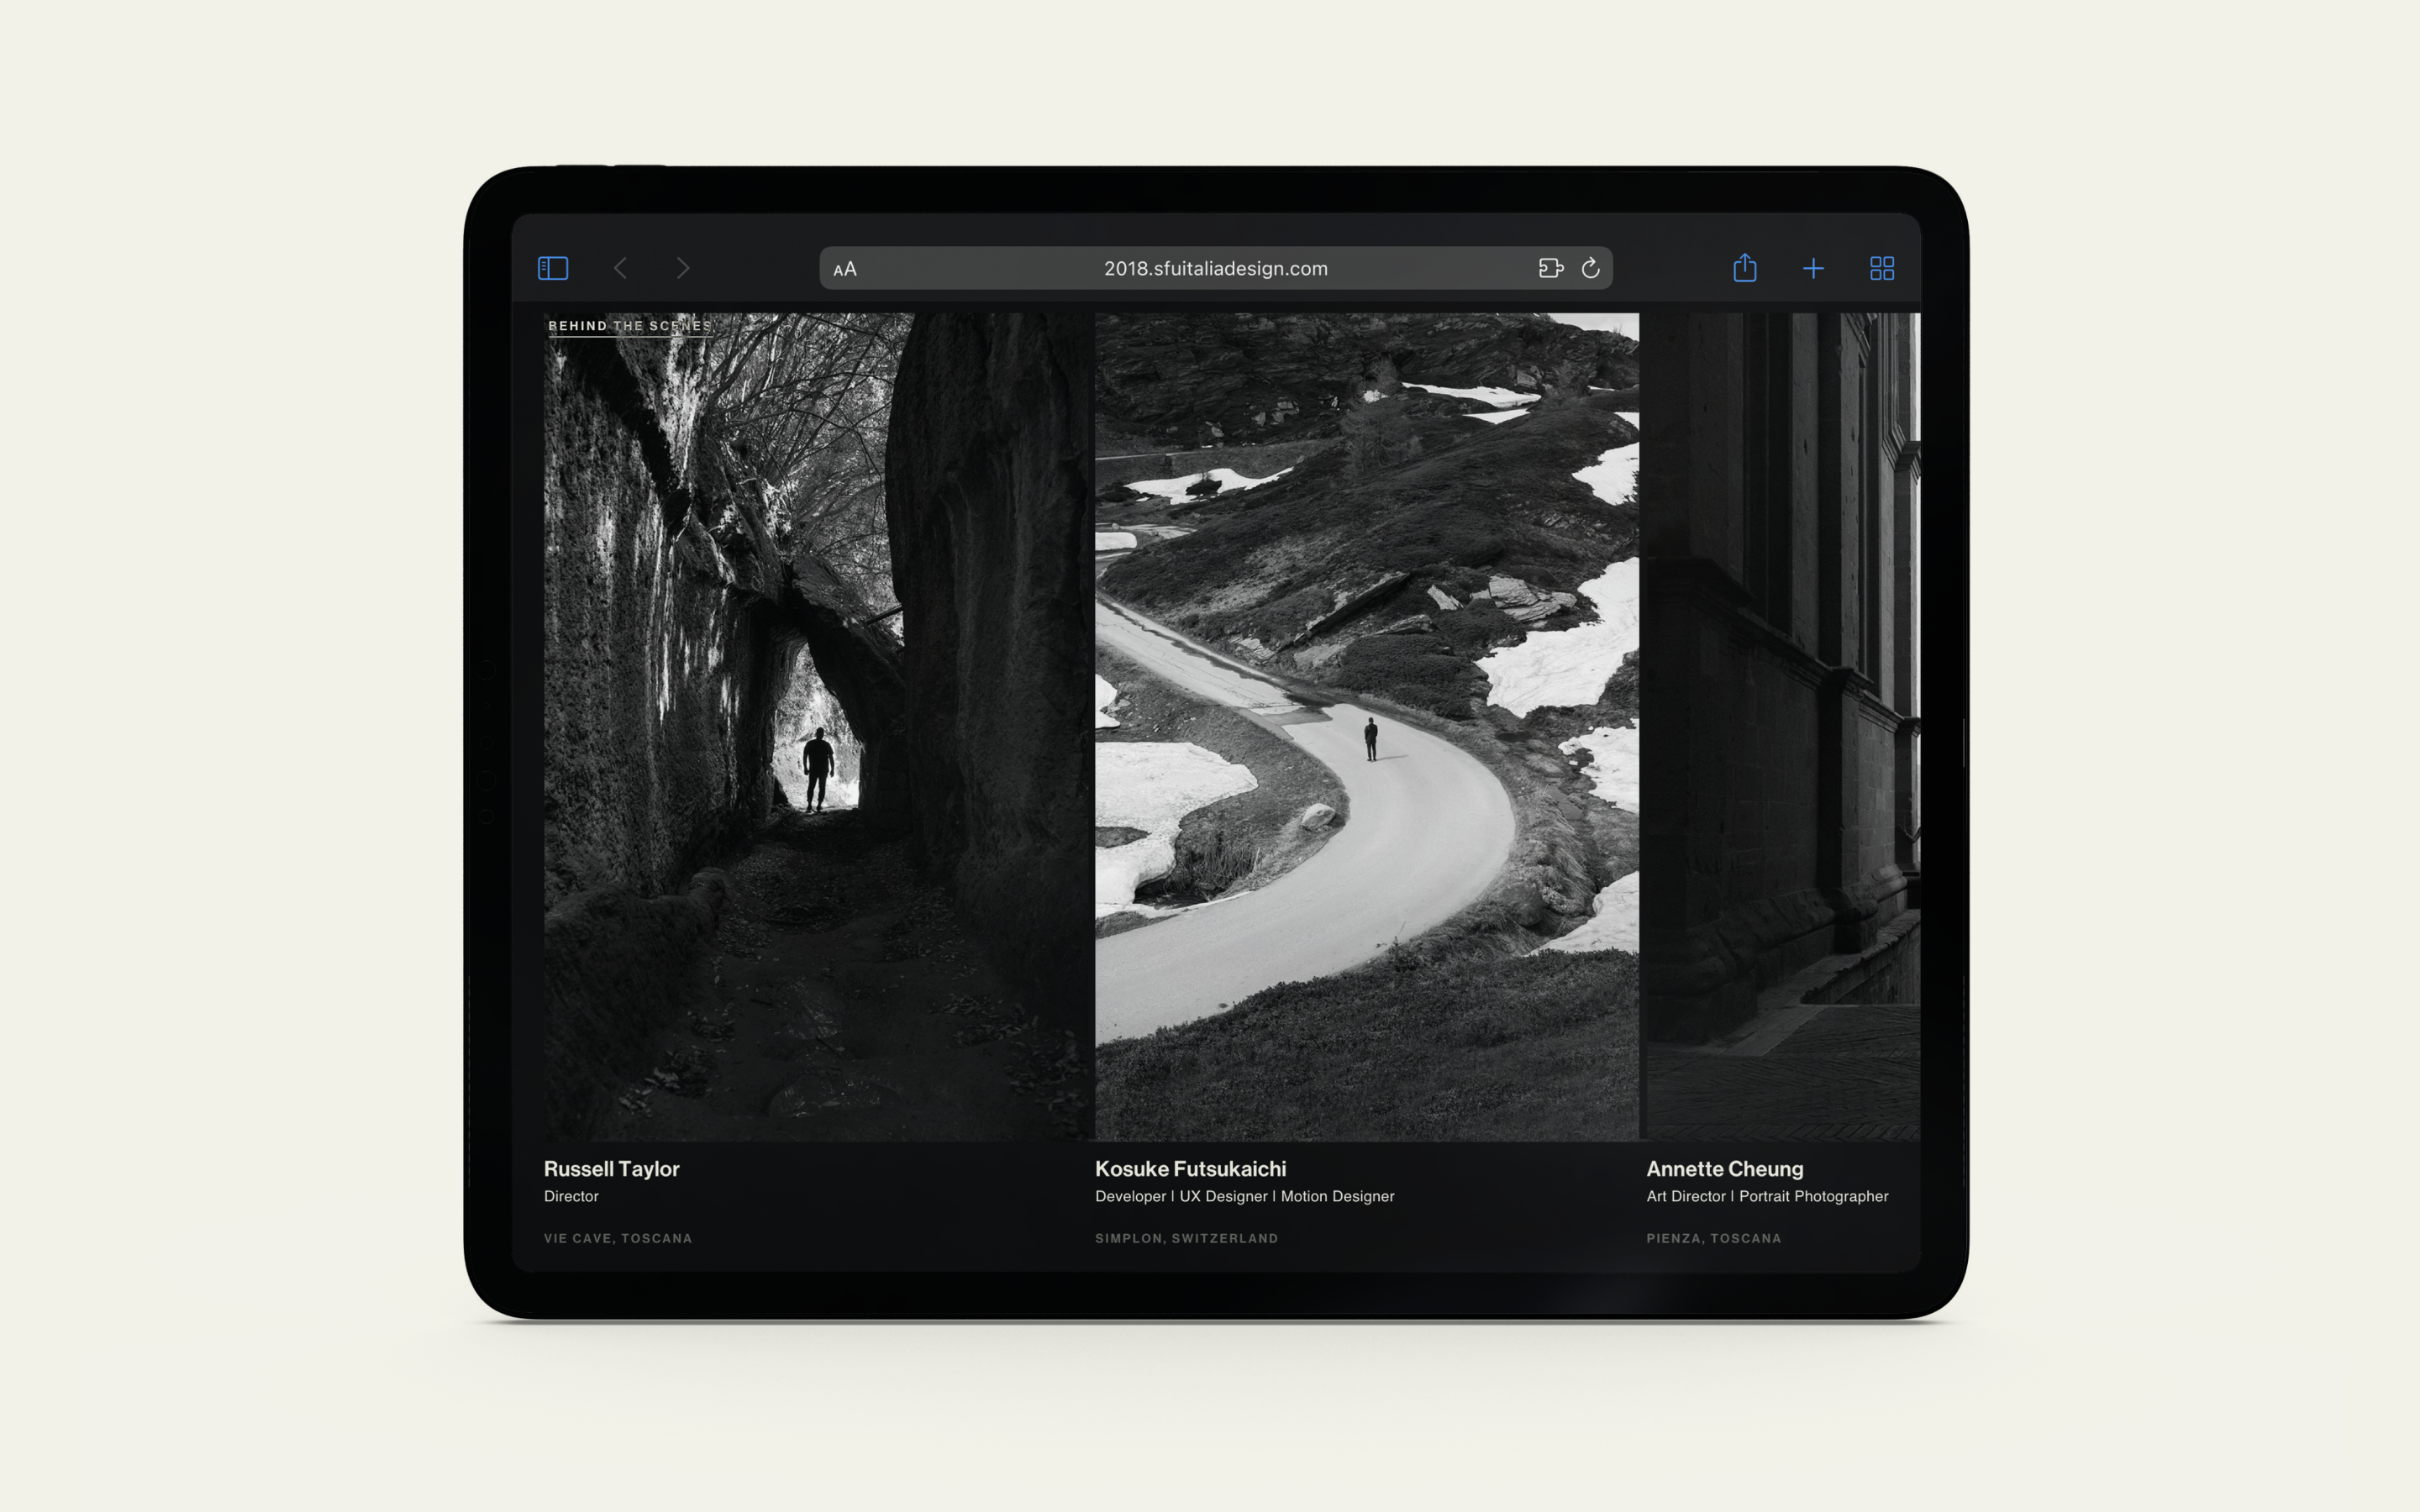 AA
2018.sfuitaliadesign.com
BEHIND THE SCENES
Russell Taylor
Director
VIE CAVE, TOSCANA
Kosuke Futsukaichi
Developer | UX Designer | Motion Designer
SIMPLON, SWITZERLAND
Annette Cheung
Art Director | Portrait Photographer
PIENZA, TOSCANA